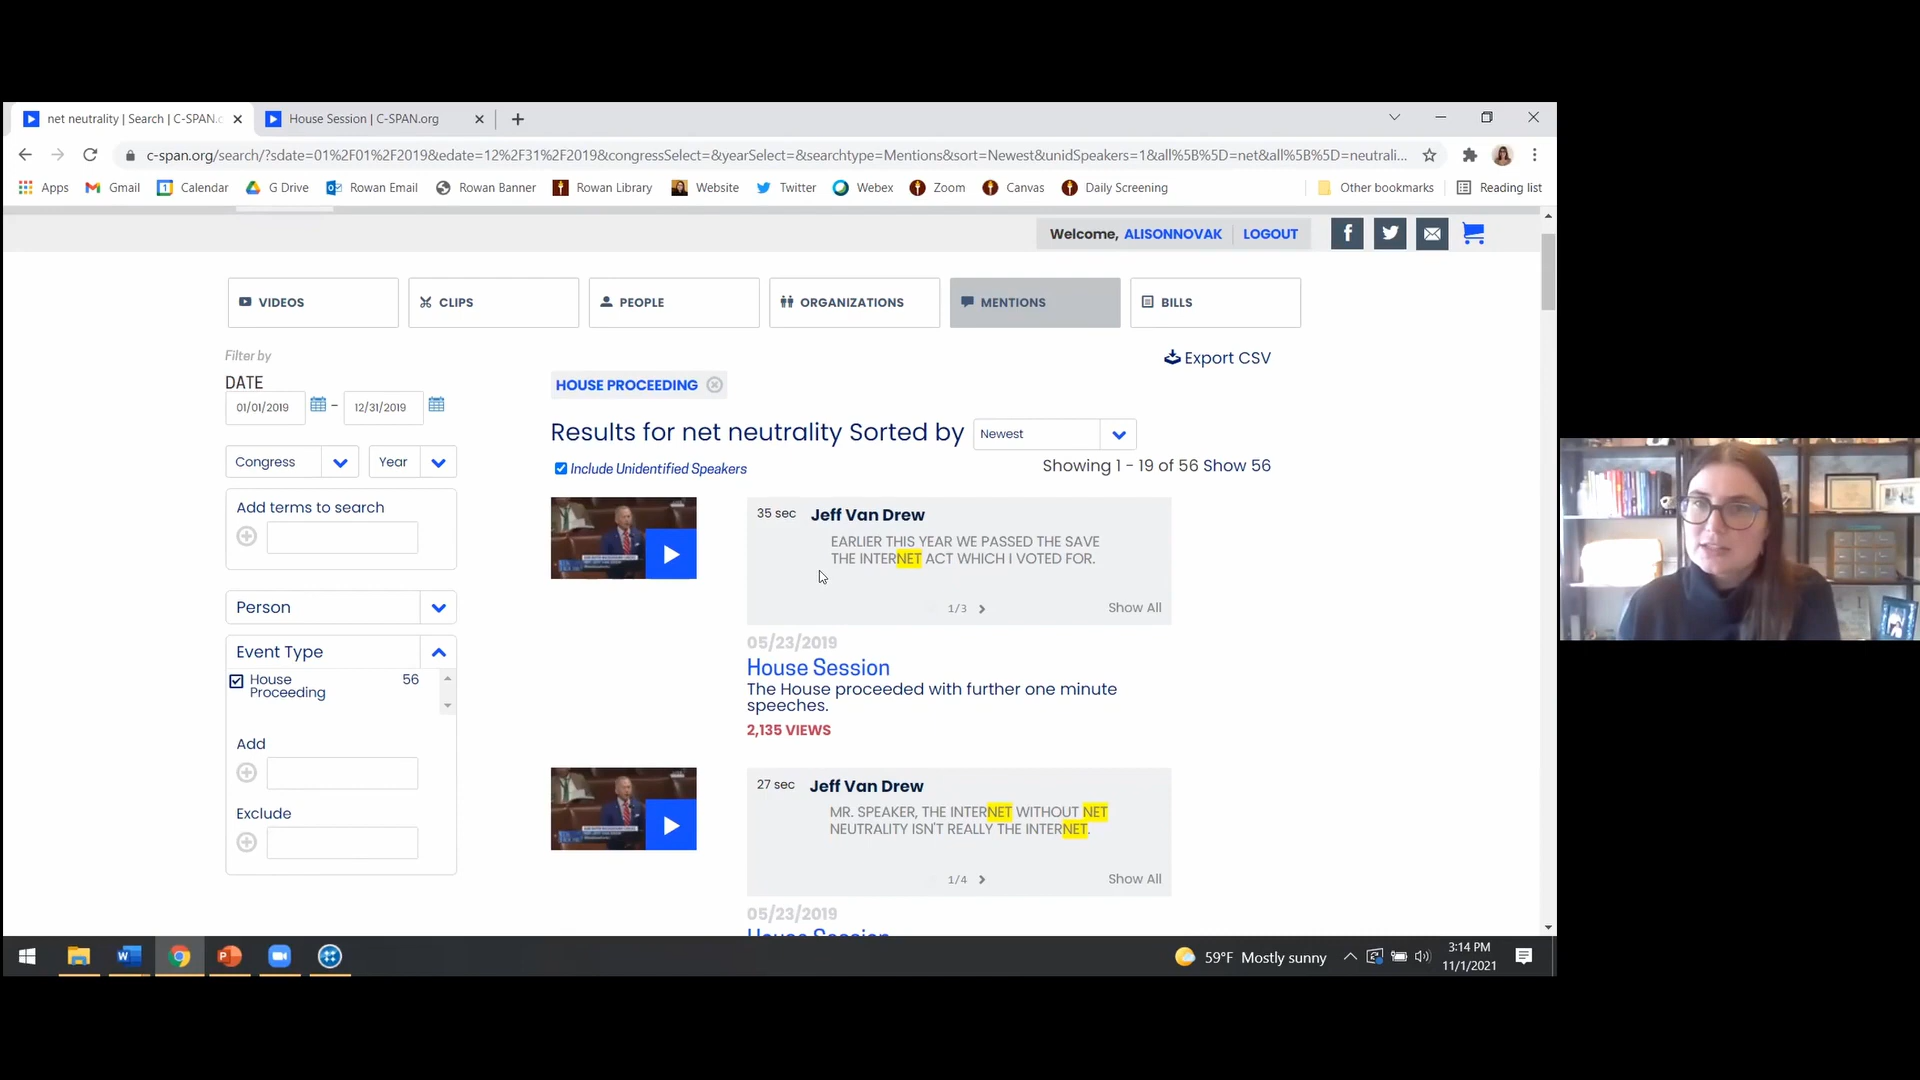 net neutrality | Search | C-SPAN.o
House Session | C-SPAN.org
c-span.org/search/?sdate=01%2F01%2F2019&edate=12%2F31%2F2019&congressSelect=&yearSelect=&searchtype=Mentions&sort=Newest&unidSpeakers=1&all%5B%5D=net&all%5B%5D=neutrali...
Apps Gmail Calendar G Drive Rowan Email Rowan Banner Rowan Library Website Twitter Webex Zoom Canvas Daily Screening Other bookmarks Reading list
Welcome, ALISONNOVAK LOGOUT
VIDEOS CLIPS PEOPLE ORGANIZATIONS MENTIONS BILLS
Filter by
Export CSV
DATE
01/01/2019 - 12/31/2019
HOUSE PROCEEDING
Results for net neutrality Sorted by Newest
Congress Year
Include Unidentified Speakers
Showing 1 - 19 of 56 Show 56
Add terms to search
35 sec Jeff Van Drew
EARLIER THIS YEAR WE PASSED THE SAVE
THE INTERNET ACT WHICH I VOTED FOR.
1/3 Show All
Person
05/23/2019
Event Type
House Session
House
Proceeding
56
The House proceeded with further one minute
speeches.
2,135 VIEWS
Add
27 sec Jeff Van Drew
MR. SPEAKER, THE INTERNET WITHOUT NET
NEUTRALITY ISN'T REALLY THE INTERNET.
Exclude
1/4 Show All
05/23/2019
House Session
59°F Mostly sunny
3:14 PM
11/1/2021